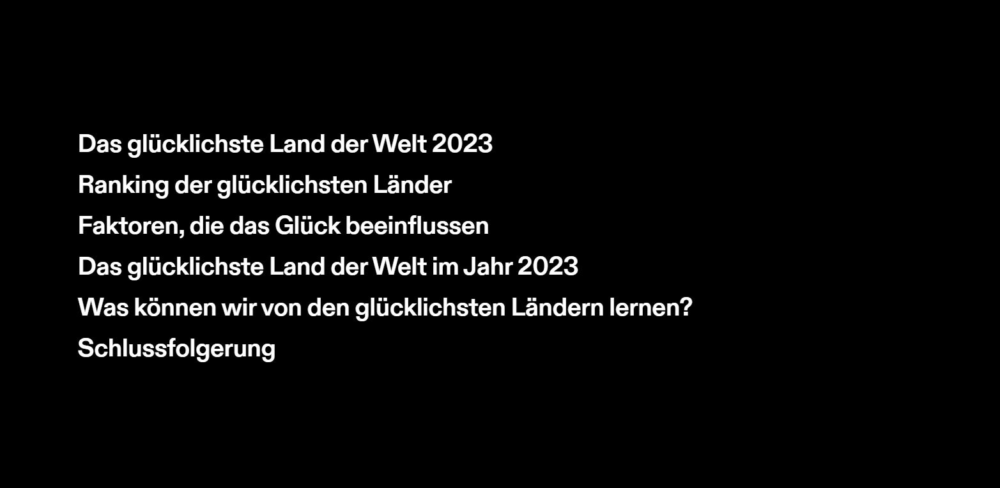 Das glücklichste Land der Welt 2023
Ranking der glücklichsten Länder
Faktoren, die das Glück beeinflussen
Das glücklichste Land der Welt im Jahr 2023
Was können wir von den glücklichsten Ländern lernen?
Schlussfolgerung